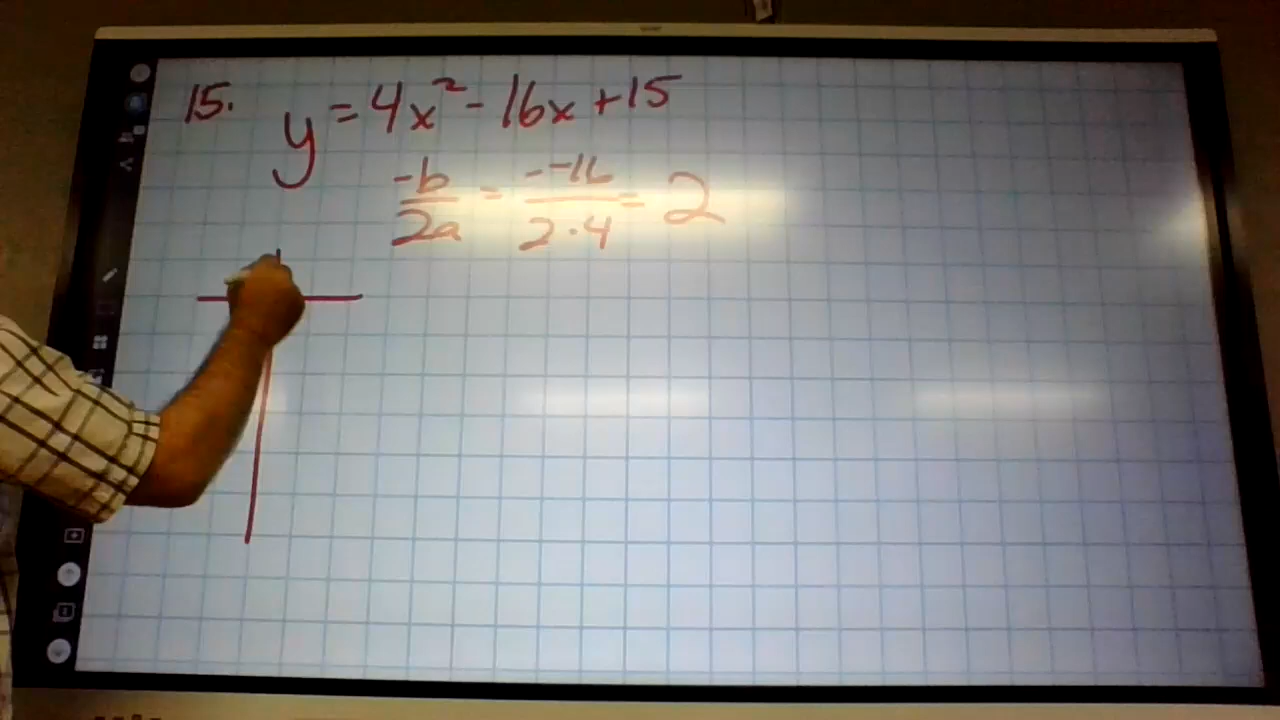 15. y = 4x² - 16x + 15
-b/2a = --16/2·4 = 2